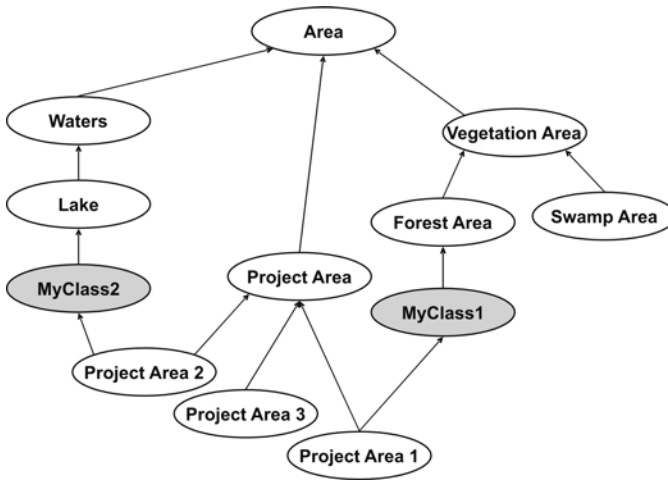 Area
Waters
Vegetation Area
Lake
Forest Area
Swamp Area
Project Area
MyClass2
MyClass1
Project Area 2
Project Area 3
Project Area 1